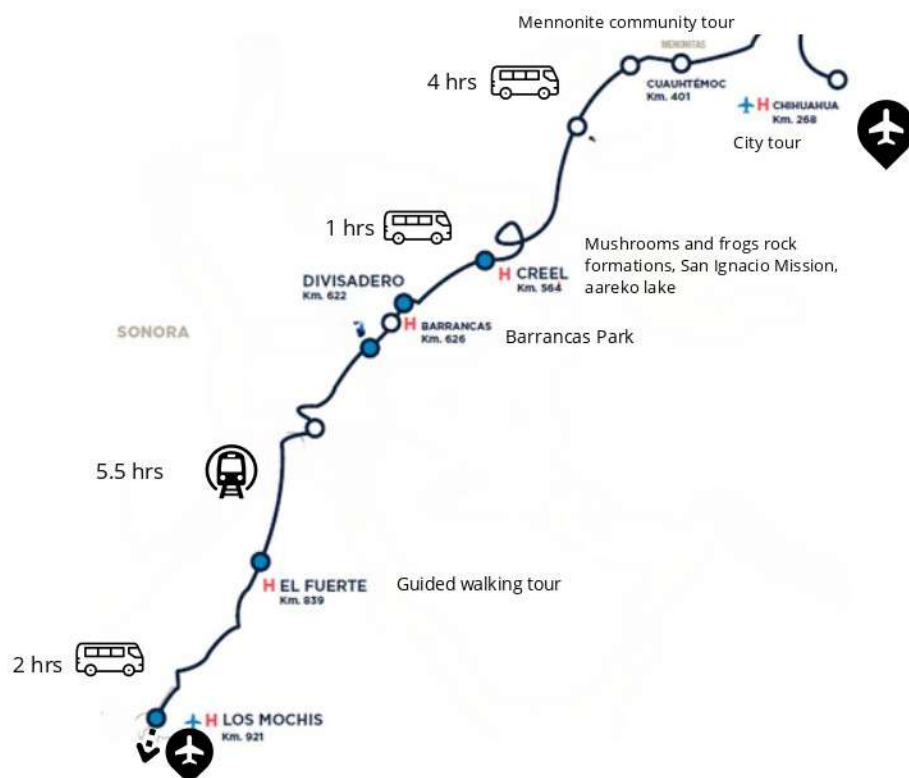 Mennonite community tour
MENONITAS
4 hrs
CUAUHTÉMOC
Km. 401
H CHIHUAHUA
Km. 268
City tour
1 hrs
Mushrooms and frogs rock
formations, San Ignacio Mission,
aareko lake
H CREEL
Km. 564
DIVISADERO
Km. 622
H BARRANCAS
Km. 626
Barrancas Park
SONORA
5.5 hrs
H EL FUERTE
Km. 839
Guided walking tour
2 hrs
H LOS MOCHIS
Km. 921